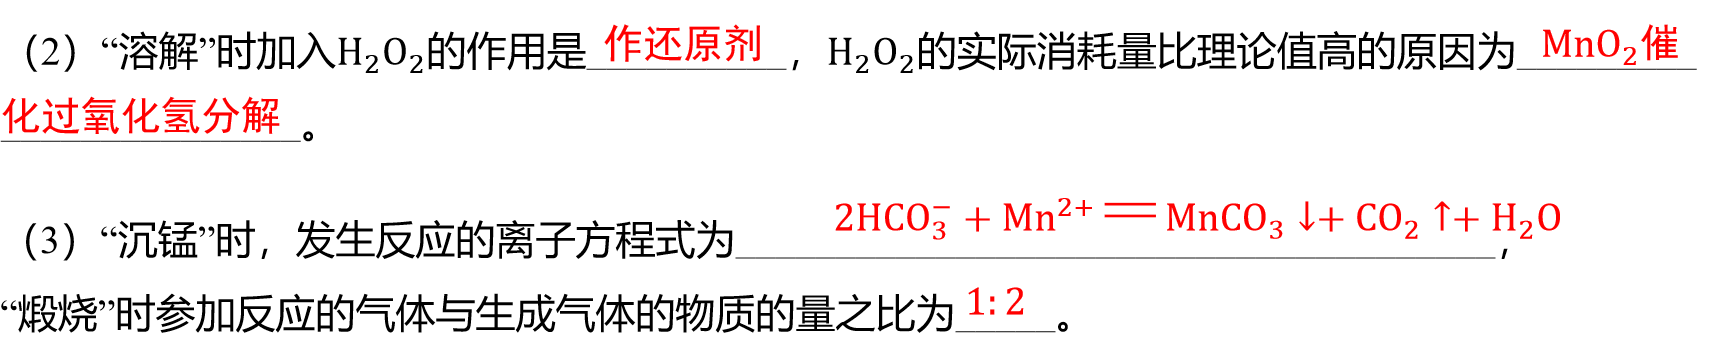 （2）“溶解”时加入H₂O₂的作用是 作还原剂 ，H₂O₂的实际消耗量比理论值高的原因为 MnO₂催
化过氧化氢分解 。
（3）“沉锰”时，发生反应的离子方程式为 2HCO₃⁻ + Mn²⁺ ══ MnCO₃ ↓+ CO₂ ↑+ H₂O ，
“煅烧”时参加反应的气体与生成气体的物质的量之比为 1:2 。